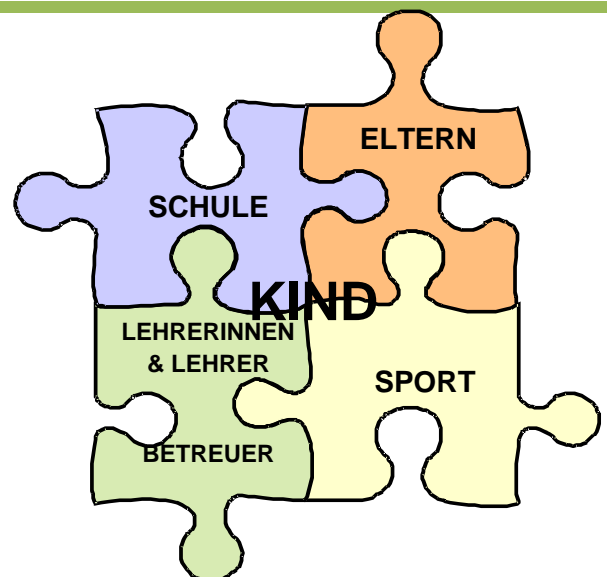 ELTERN
SCHULE
KIND
LEHRERINNEN
& LEHRER
SPORT
BETREUER